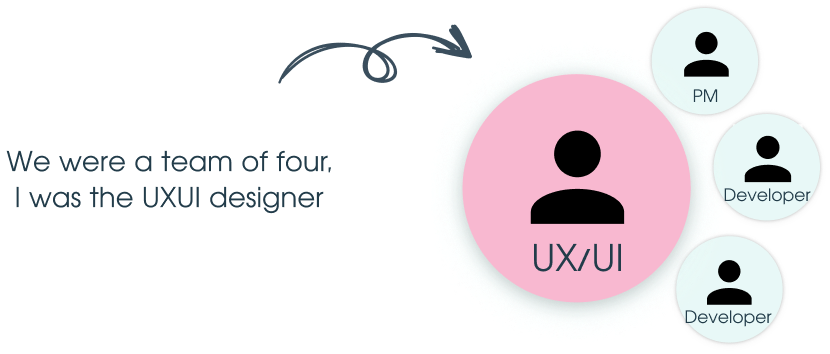 We were a team of four,
I was the UXUI designer
UX/UI
PM
Developer
Developer